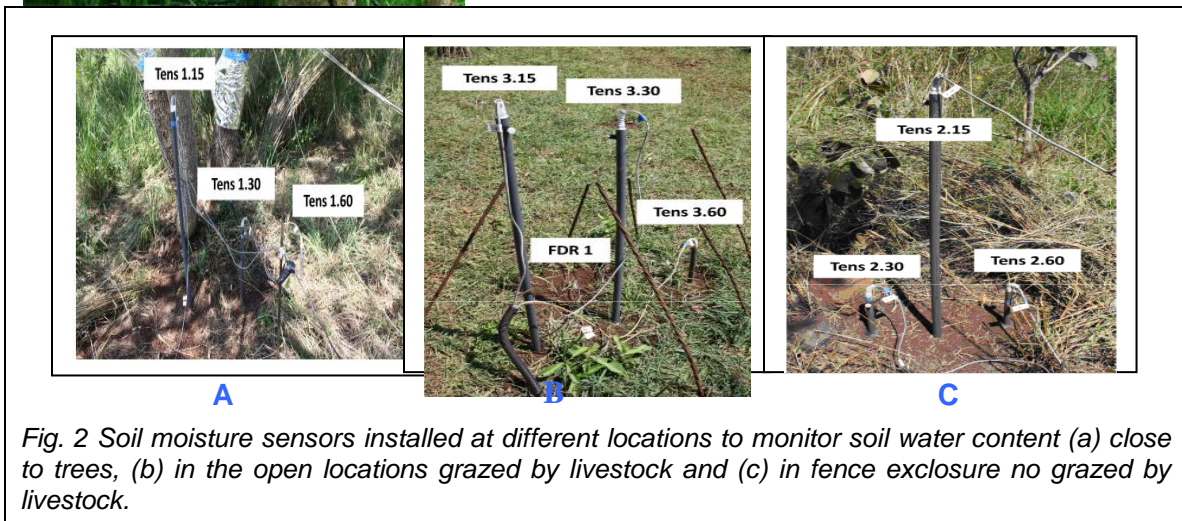 Tens 1.15
Tens 1.30
Tens 1.60
Tens 3.15
Tens 3.30
Tens 3.60
FDR 1
Tens 2.15
Tens 2.30
Tens 2.60
A
B
C
Fig. 2 Soil moisture sensors installed at different locations to monitor soil water content (a) close
to trees, (b) in the open locations grazed by livestock and (c) in fence exclosure no grazed by
livestock.